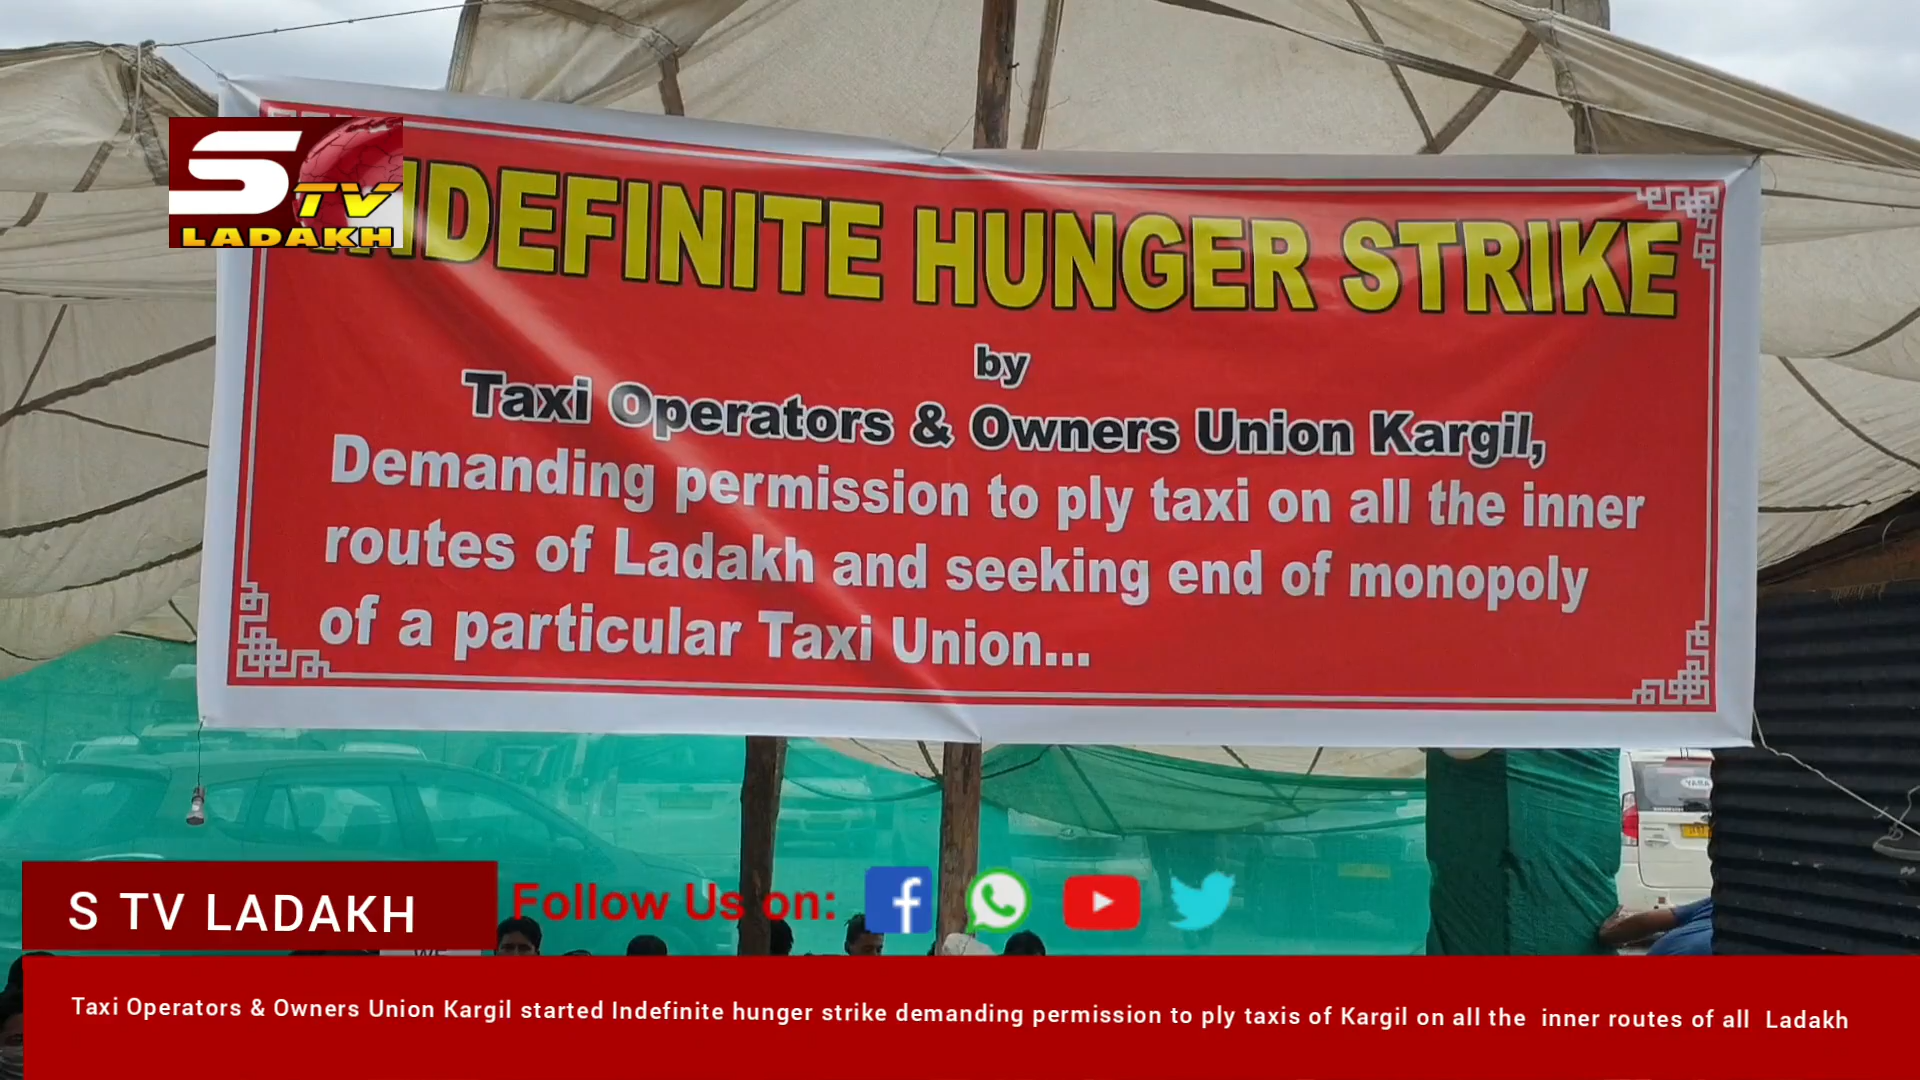 S TV
LADAKH
INDEFINITE HUNGER STRIKE
by
Taxi Operators & Owners Union Kargil,
Demanding permission to ply taxi on all the inner
routes of Ladakh and seeking end of monopoly
of a particular Taxi Union...
S TV LADAKH
Follow Us on:
WE
Taxi Operators & Owners Union Kargil started Indefinite hunger strike demanding permission to ply taxis of Kargil on all the inner routes of all Ladakh